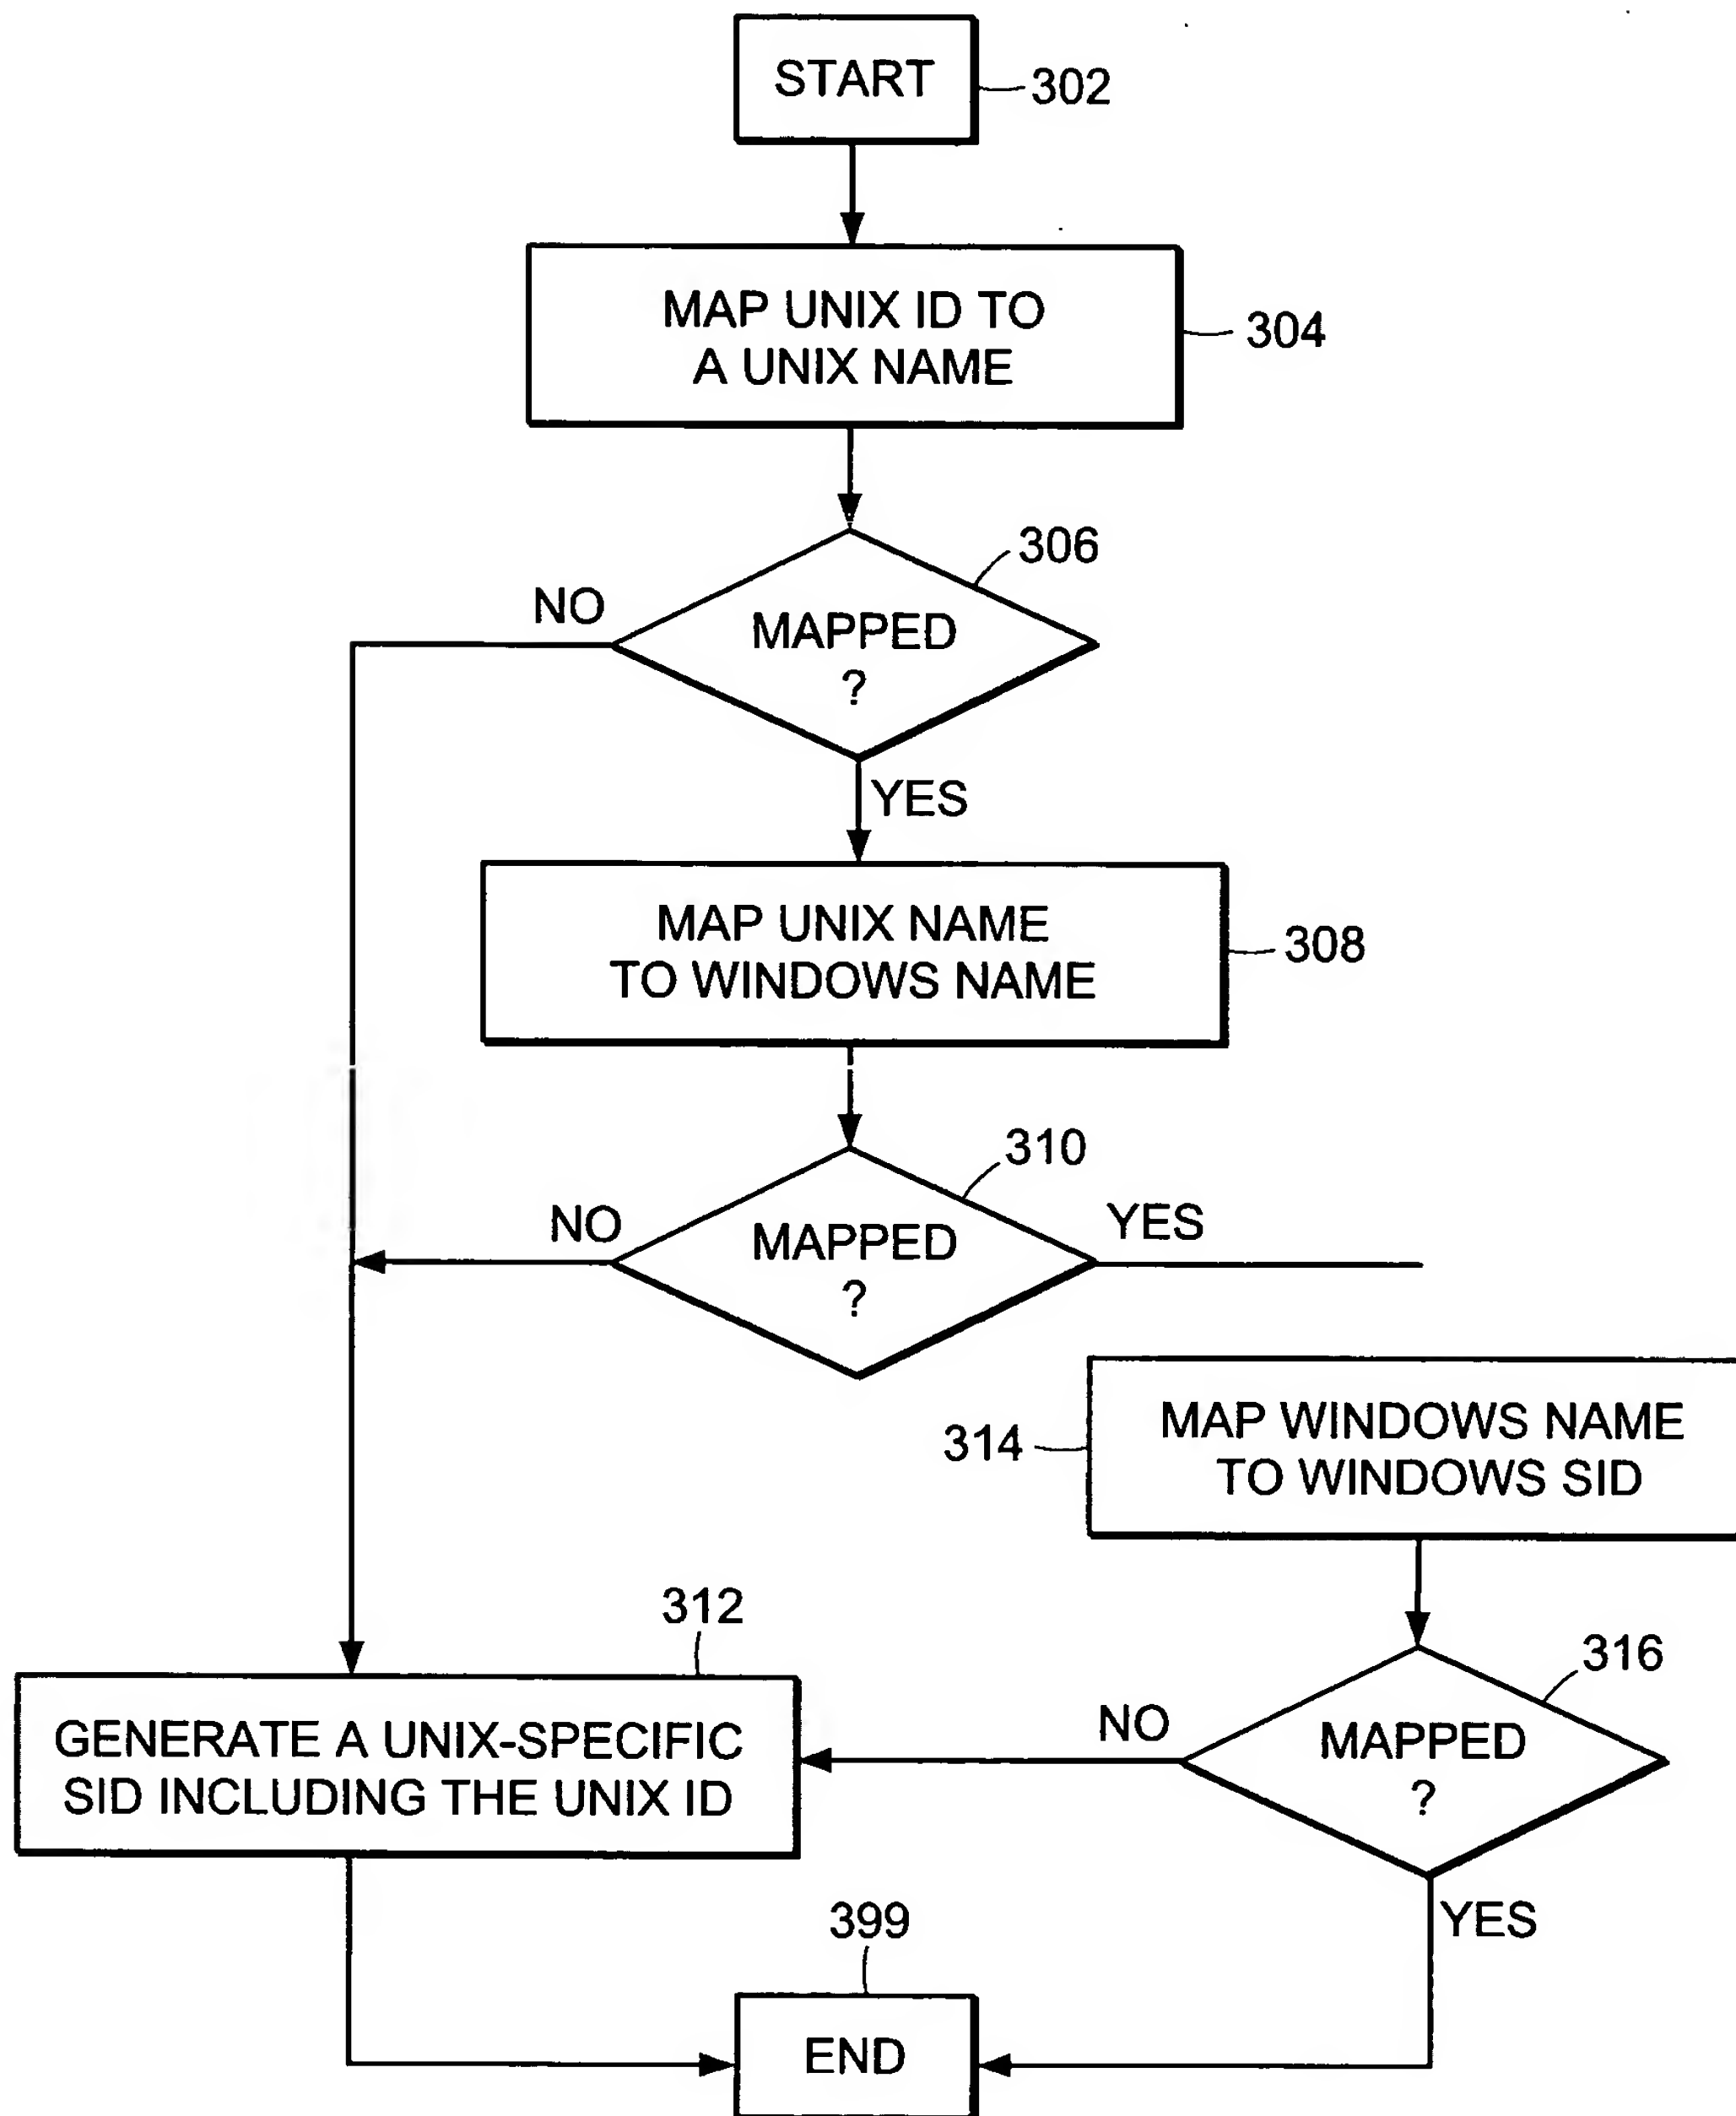 START
302
MAP UNIX ID TO
A UNIX NAME
304
306
NO
MAPPED
?
YES
MAP UNIX NAME
TO WINDOWS NAME
308
310
NO
MAPPED
?
YES
MAP WINDOWS NAME
TO WINDOWS SID
314
312
316
GENERATE A UNIX-SPECIFIC
SID INCLUDING THE UNIX ID
NO
MAPPED
?
YES
399
END